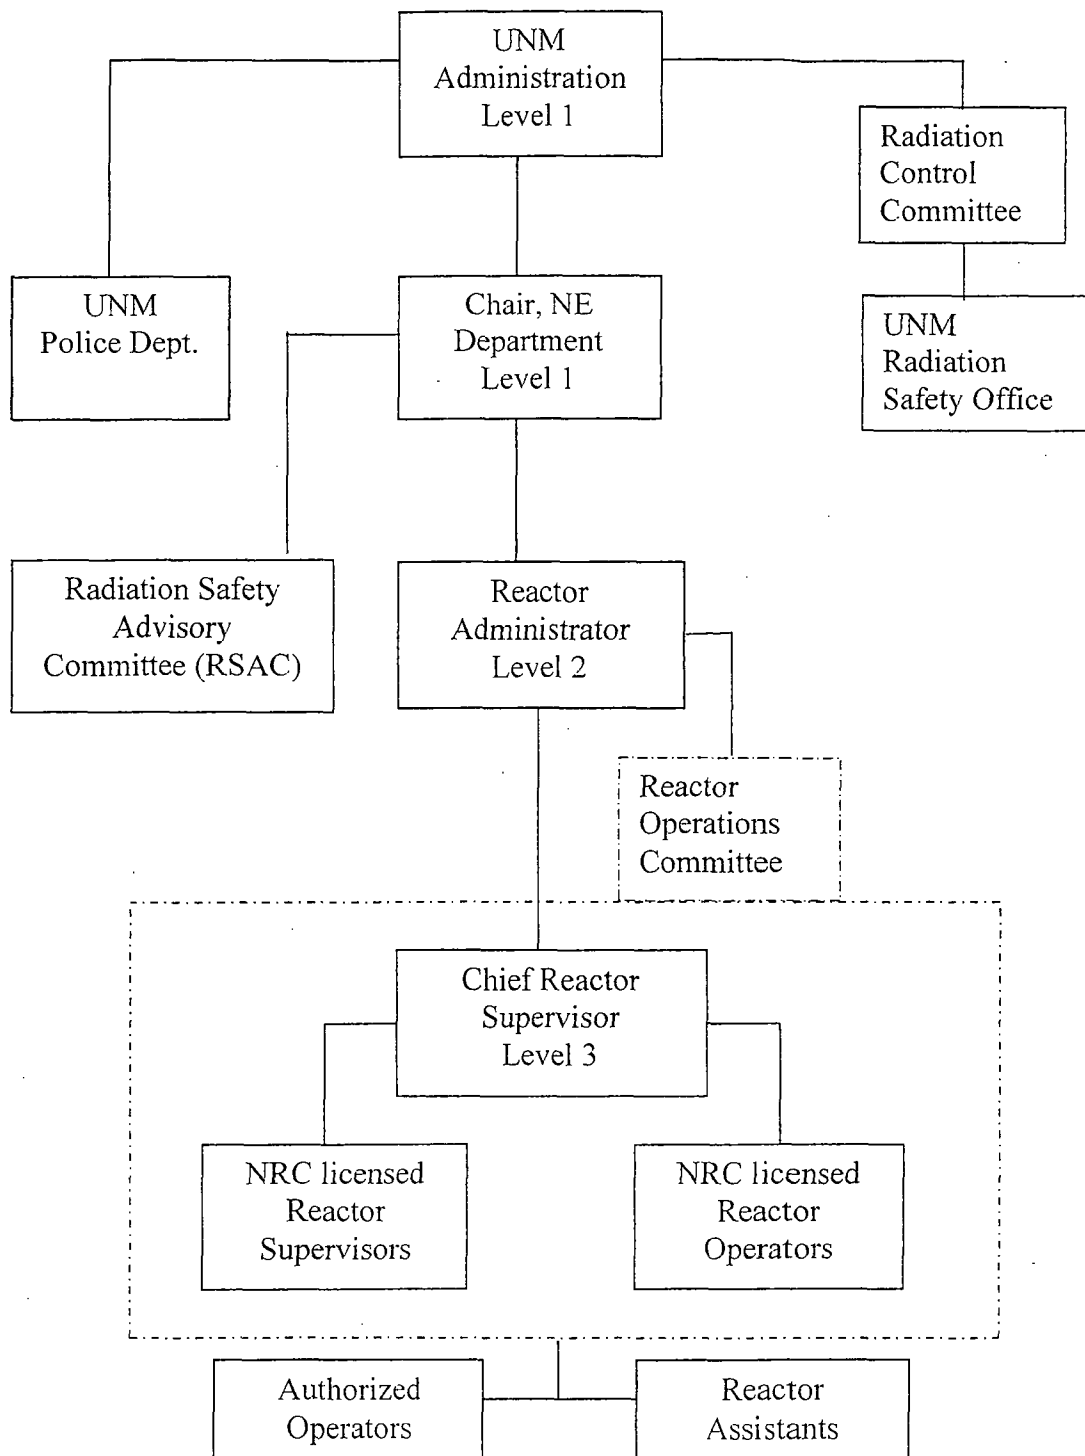 UNM
Administration
Level 1
Radiation
Control
Committee
UNM
Police Dept.
Chair, NE
Department
Level 1
UNM
Radiation
Safety Office
Radiation Safety
Advisory
Committee (RSAC)
Reactor
Administrator
Level 2
Reactor
Operations
Committee
Chief Reactor
Supervisor
Level 3
NRC licensed
Reactor
Supervisors
NRC licensed
Reactor
Operators
Authorized
Operators
Reactor
Assistants